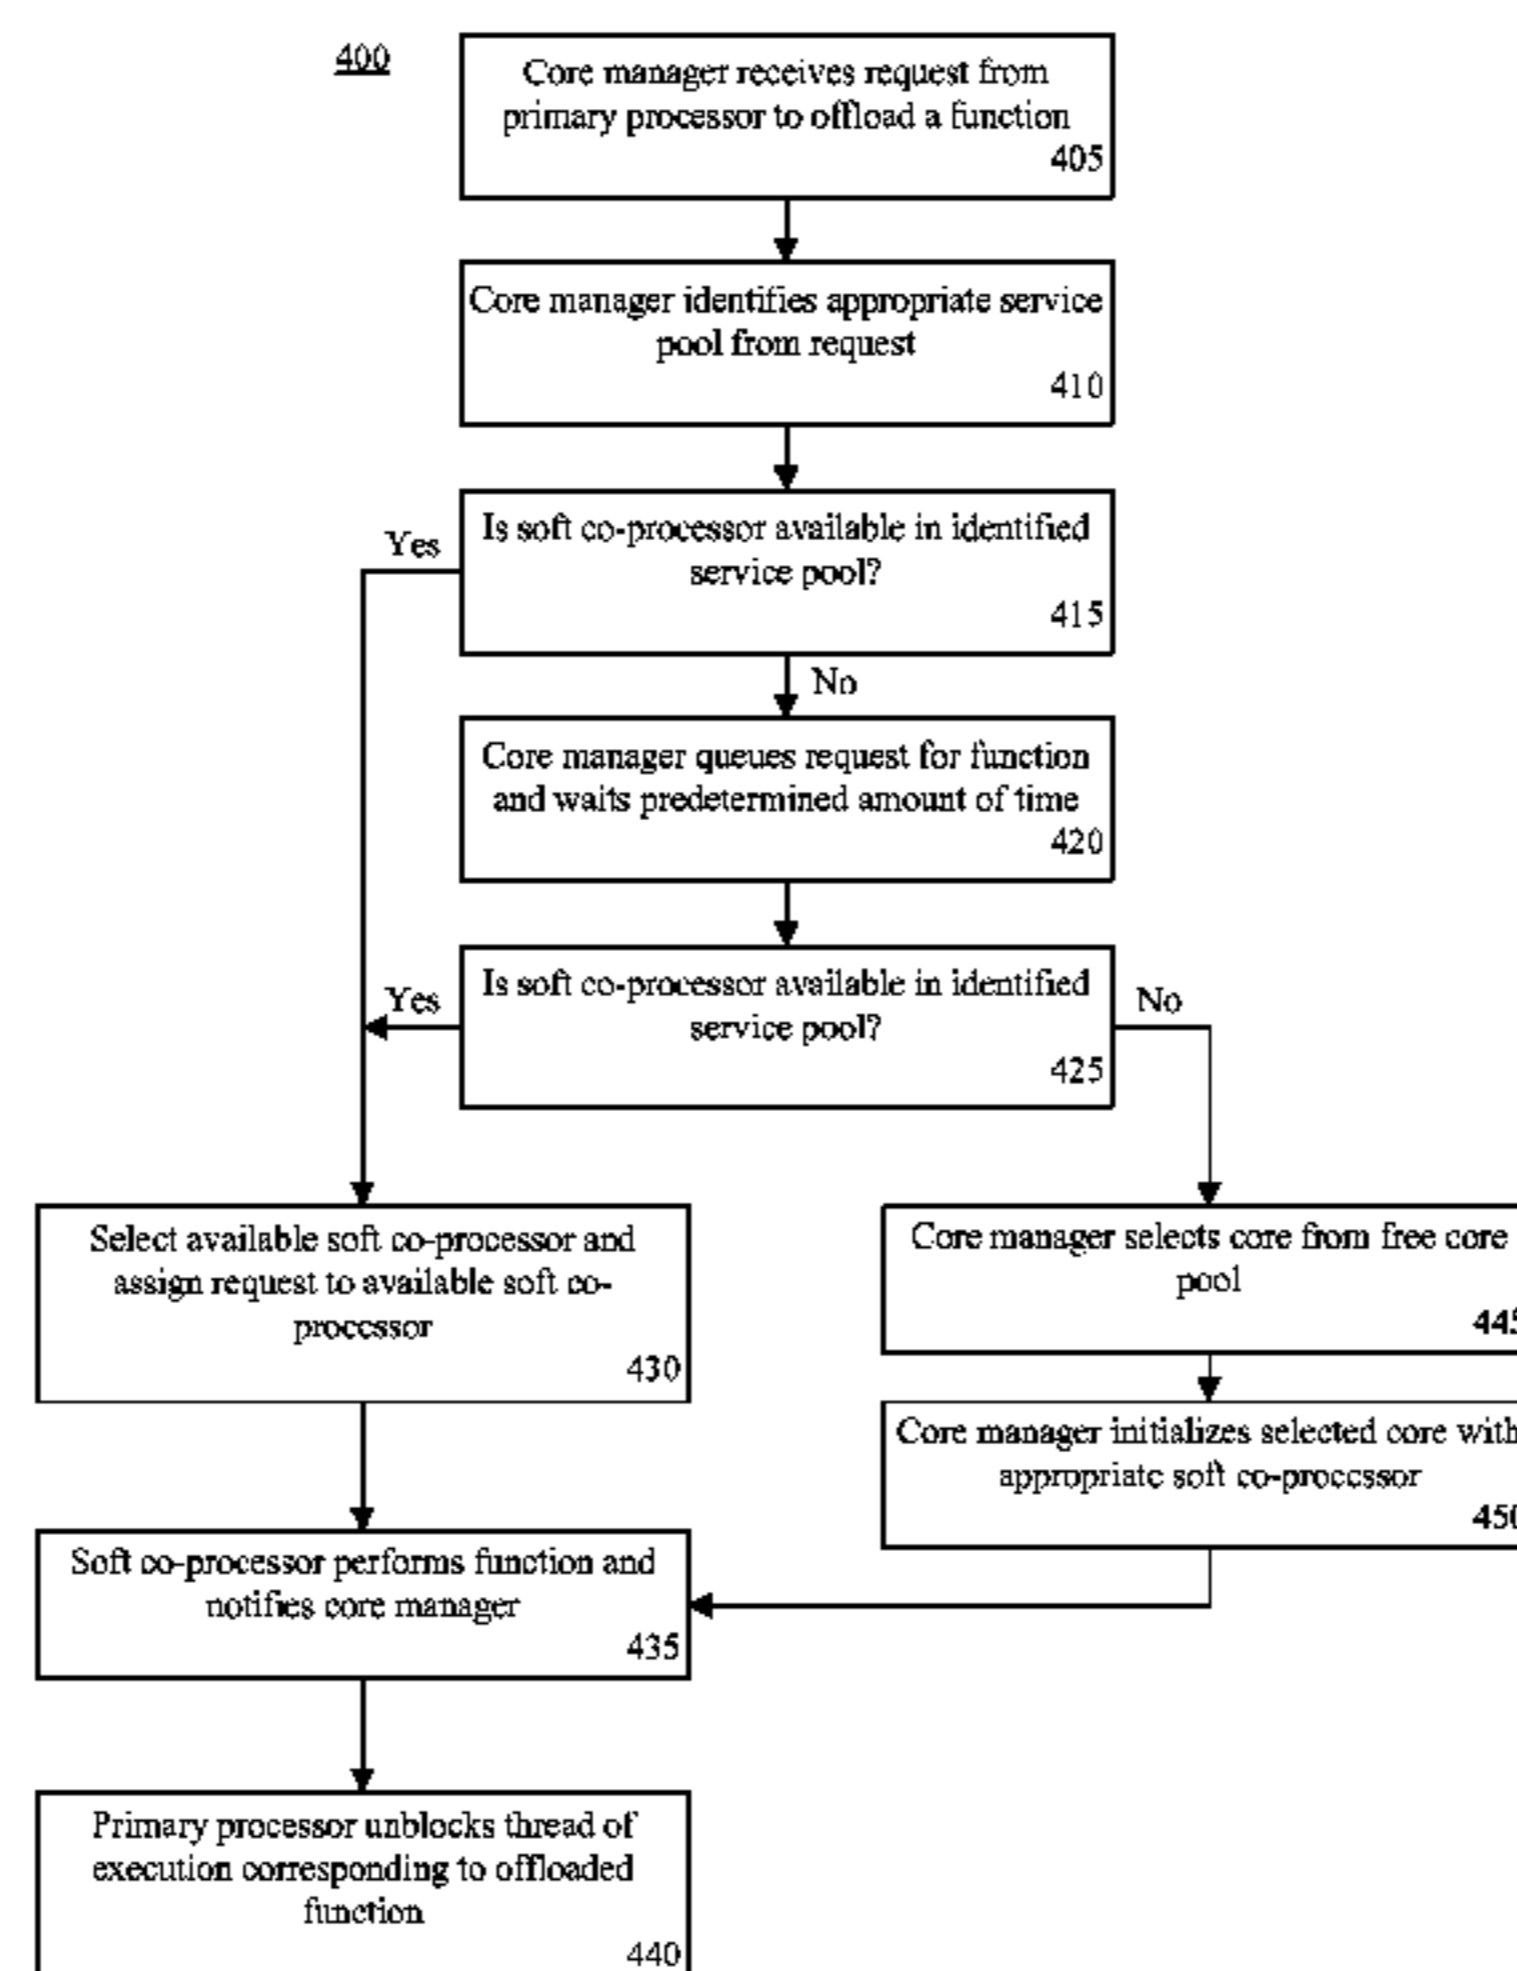 400
Core manager receives request from
primary processor to offload a function
405
Core manager identifies appropriate service
pool from request
410
Is soft co-processor available in identified
service pool?
415
Yes
No
Core manager queues request for function
and waits predetermined amount of time
420
Is soft co-processor available in identified
service pool?
425
Yes
No
Select available soft co-processor and
assign request to available soft co-
processor
430
Core manager selects core from free core
pool
445
Core manager initializes selected core with
appropriate soft co-processor
450
Soft co-processor performs function and
notifies core manager
435
Primary processor unblocks thread of
execution corresponding to offloaded
function
440